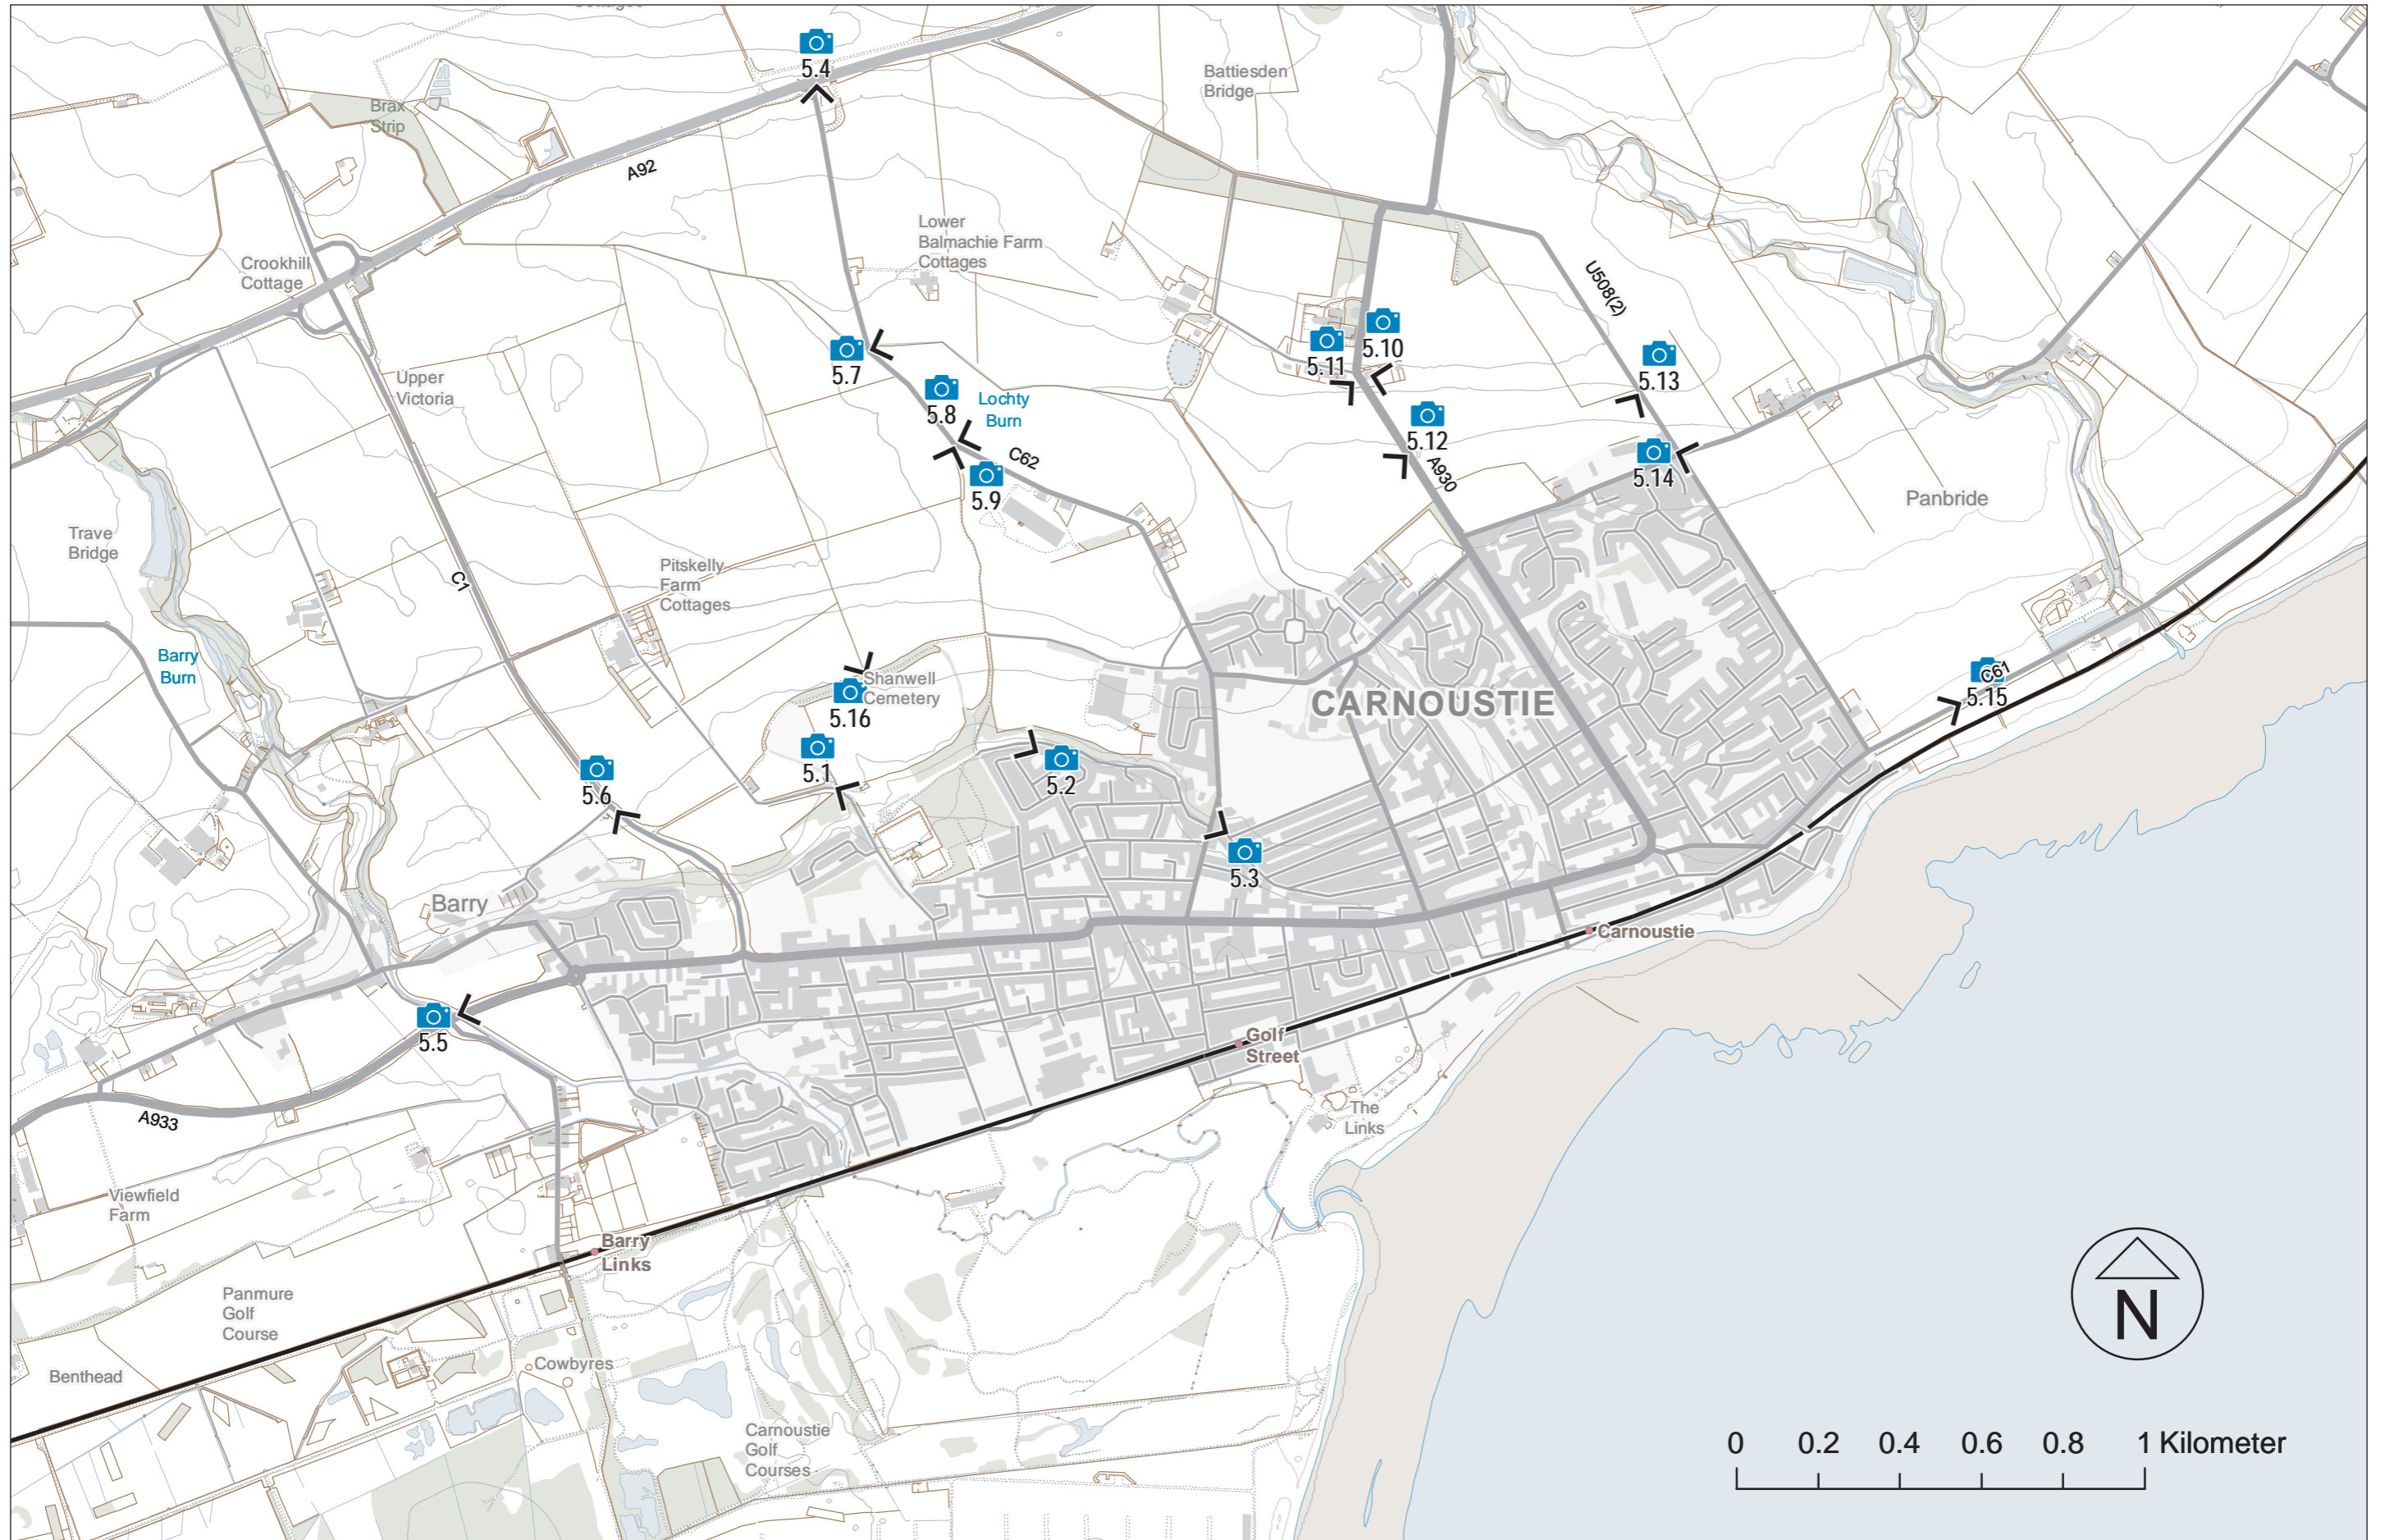 5.4
Battiesden
Bridge
Brax
Strip
A92
Lower
Balmachie Farm
Cottages
Crookhill
Cottage
U508(2)
5.10
5.11
5.7
5.13
Upper
Victoria
5.8
Lochty
Burn
5.12
C62
5.9
A930
5.14
Panbride
Trave
Bridge
C1
Pitskelly
Farm
Cottages
Barry
Burn
Shanwell
Cemetery
5.16
CARNOUSTIE
C61
5.15
5.1
5.2
5.6
5.3
Barry
Carnoustie
5.5
Golf
Street
A933
The
Links
Viewfield
Farm
Barry
Links
Panmure
Golf
Course
Cowbyres
Benthead
Carnoustie
Golf
Courses
N
0 0.2 0.4 0.6 0.8 1 Kilometer